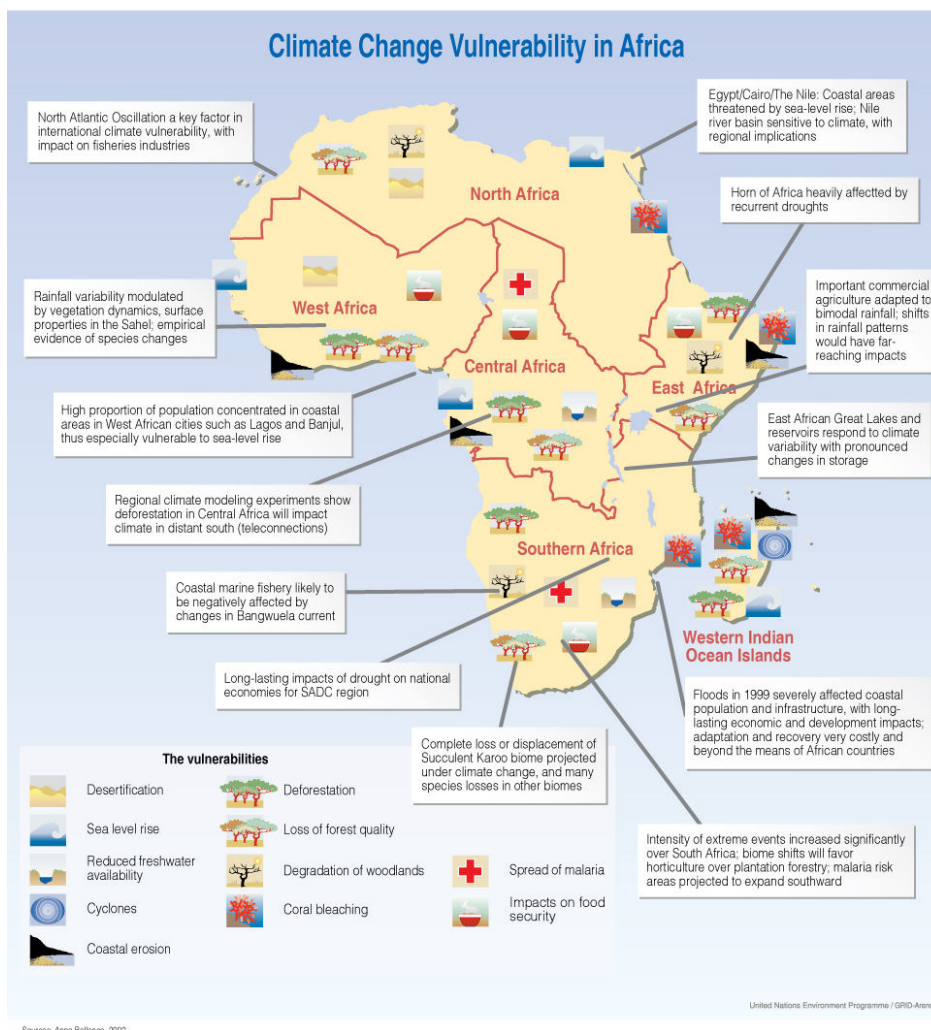 Climate Change Vulnerability in Africa
North Atlantic Oscillation a key factor in
international climate vulnerability, with
impact on fisheries industries
Egypt/Cairo/The Nile: Coastal areas
threatened by sea-level rise; Nile
river basin sensitive to climate, with
regional implications
Horn of Africa heavily affectted by
recurrent droughts
North Africa
Important commercial
agriculture adapted to
bimodal rainfall; shifts
in rainfall patterns
would have far-
reaching impacts
Rainfall variability modulated
by vegetation dynamics, surface
properties in the Sahel; empirical
evidence of species changes
West Africa
Central Africa
East Africa
High proportion of population concentrated in coastal
areas in West African cities such as Lagos and Banjul,
thus especially vulnerable to sea-level rise
East African Great Lakes and
reservoirs respond to climate
variability with pronounced
changes in storage
Regional climate modeling experiments show
deforestation in Central Africa will impact
climate in distant south (teleconnections)
Southern Africa
Coastal marine fishery likely to
be negatively affected by
changes in Bangwuela current
Western Indian
Ocean Islands
Long-lasting impacts of drought on national
economies for SADC region
Floods in 1999 severely affected coastal
population and infrastructure, with long-
lasting economic and development impacts;
adaptation and recovery very costly and
beyond the means of African countries
Complete loss or displacement of
Succulent Karoo biome projected
under climate change, and many
species losses in other biomes
Intensity of extreme events increased significantly
over South Africa; biome shifts will favor
horticulture over plantation forestry; malaria risk
areas projected to expand southward
The vulnerabilities
Desertification
Sea level rise
Reduced freshwater
availability
Cyclones
Coastal erosion
Deforestation
Loss of forest quality
Degradation of woodlands
Coral bleaching
Spread of malaria
Impacts on food
security
United Nations Environment Programme / GRID-Aren